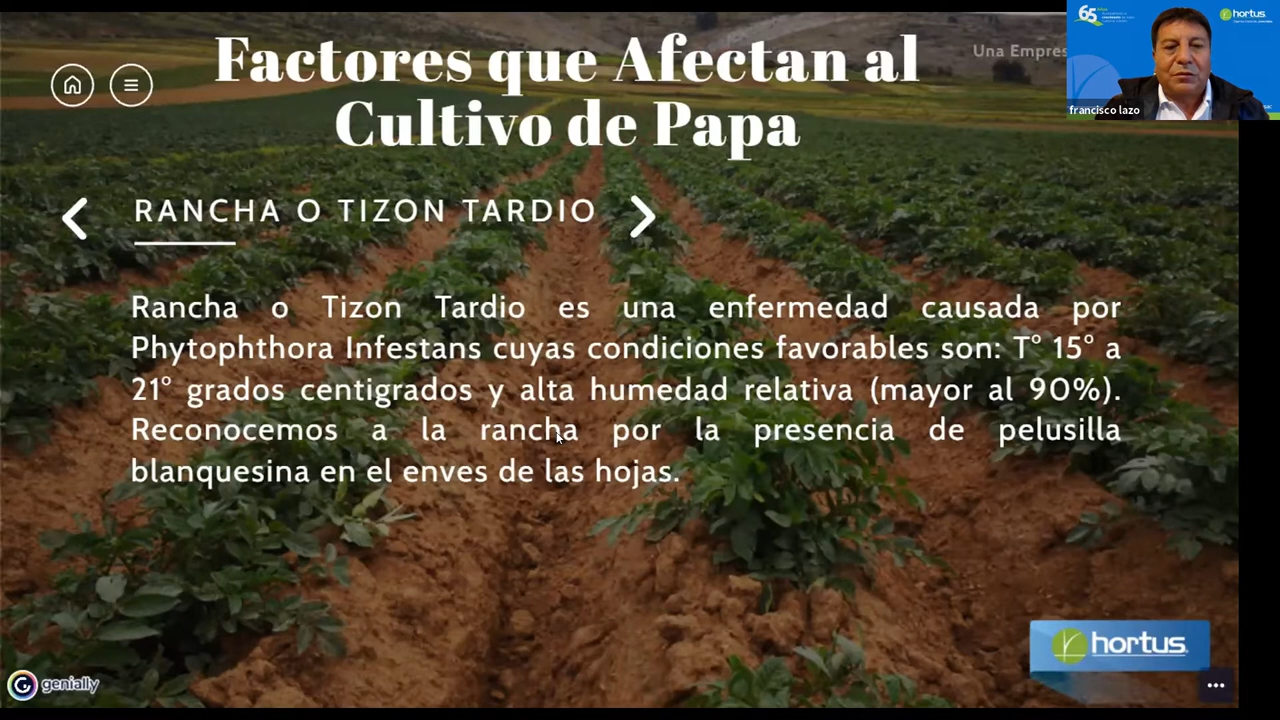 Factores que Afectan al
Cultivo de Papa
Una Empres
65
hortus
francisco lazo
RANCHA O TIZON TARDIO
Rancha o Tizon Tardio es una enfermedad causada por
Phytophthora Infestans cuyas condiciones favorables son: T° 15° a
21° grados centigrados y alta humedad relativa (mayor al 90%).
Reconocemos a la rancha por la presencia de pelusilla
blanquesina en el enves de las hojas.
hortus
genially